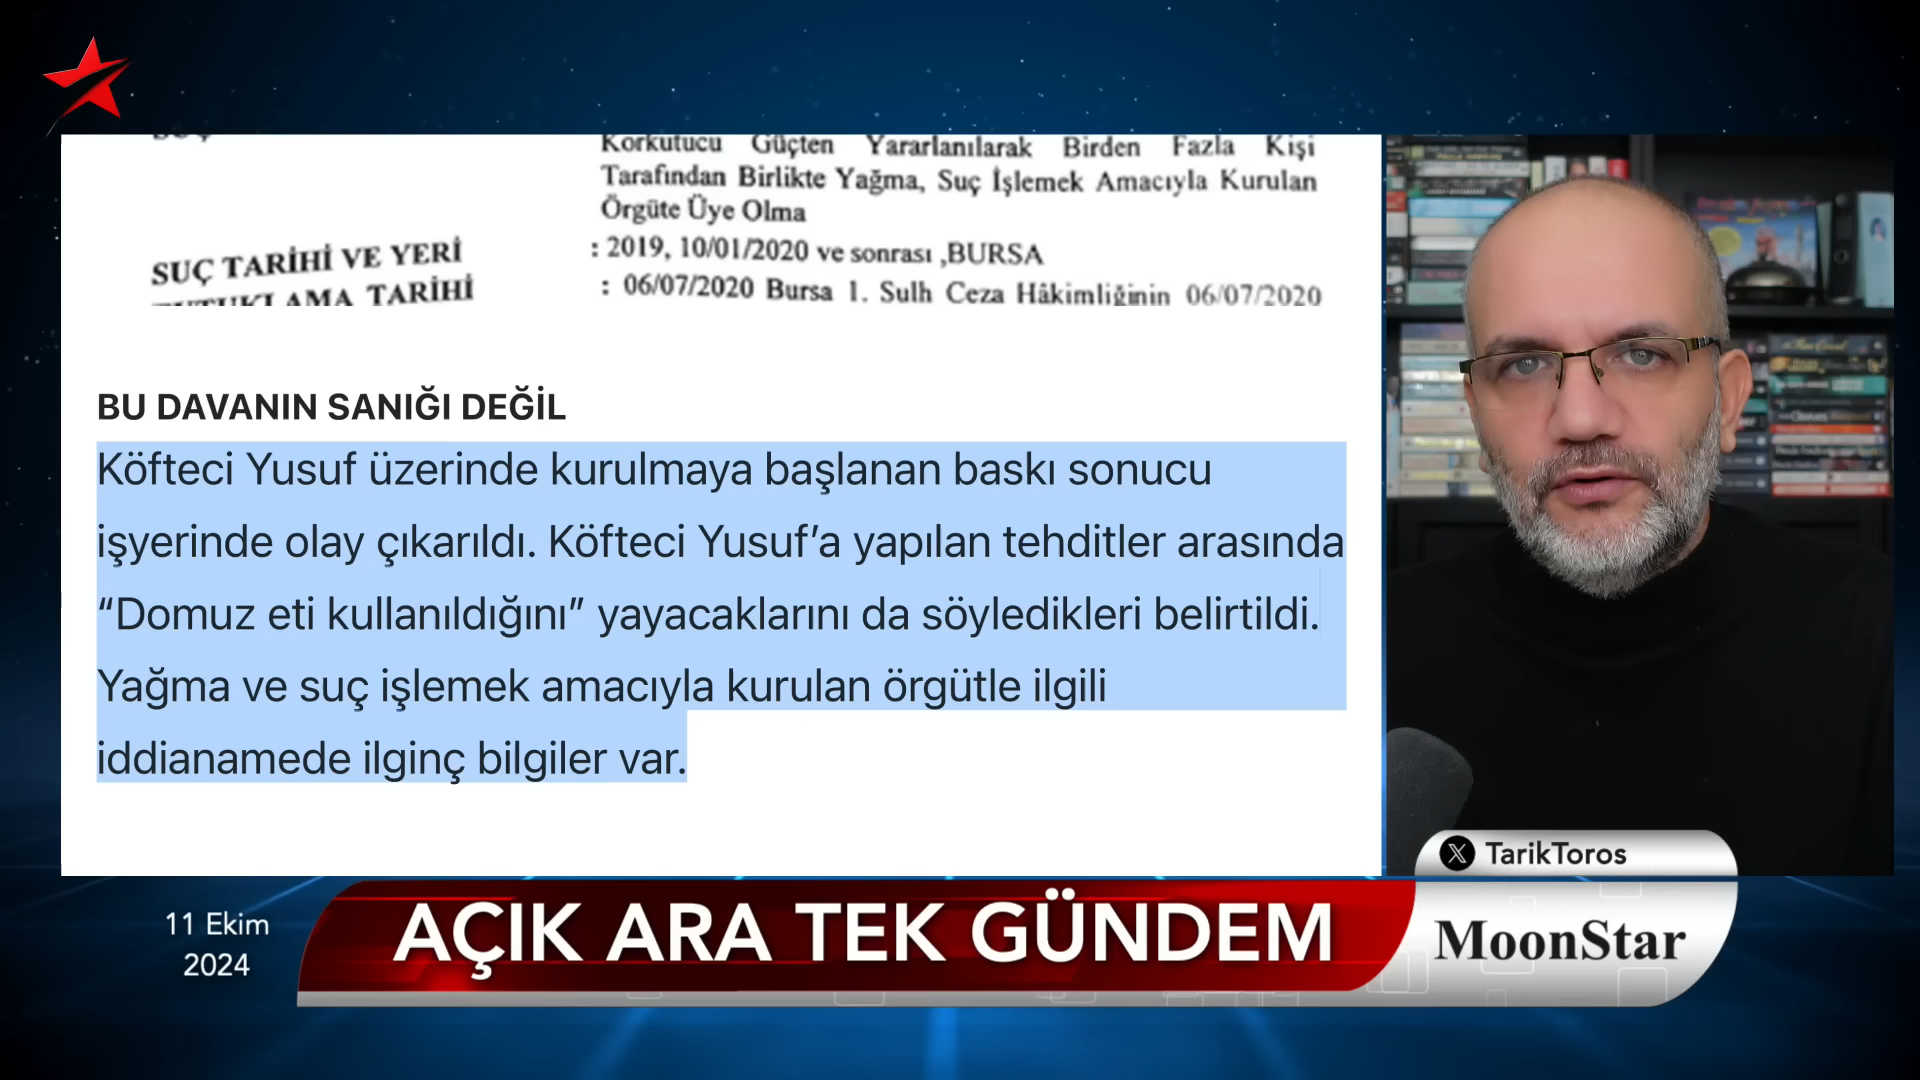 Korkutucu Güçten Yararlanılarak Birden Fazla Kişi
Tarafından Birlikte Yağma, Suç İşlemek Amacıyla Kurulan
Örgüte Üye Olma
SUÇ TARİHİ VE YERİ : 2019, 10/01/2020 ve sonrası ,BURSA
TUTUKLAMA TARİHİ : 06/07/2020 Bursa 1. Sulh Ceza Hâkimliğinin 06/07/2020
BU DAVANIN SANIĞI DEĞİL
Köfteci Yusuf üzerinde kurulmaya başlanan baskı sonucu
işyerinde olay çıkarıldı. Köfteci Yusuf’a yapılan tehditler arasında
“Domuz eti kullanıldığını” yayacaklarını da söyledikleri belirtildi.
Yağma ve suç işlemek amacıyla kurulan örgütle ilgili
iddianamede ilginç bilgiler var.
TarikToros
11 Ekim
2024
AÇIK ARA TEK GÜNDEM
MoonStar